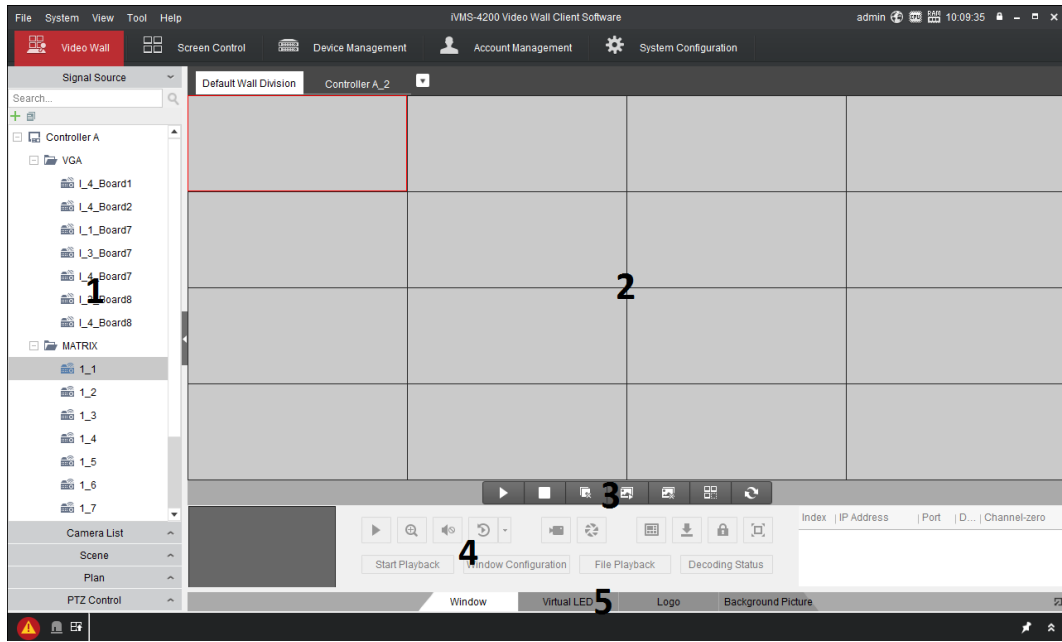 File System View Tool Help iVMS-4200 Video Wall Client Software admin 10:09:35
Video Wall Screen Control Device Management Account Management System Configuration
Signal Source
Default Wall Division Controller A_2
Search...
Controller A
VGA
I_4_Board1
I_4_Board2
I_1_Board7
I_3_Board7
I_4_Board7
1
Board8
I_4_Board8
MATRIX
1_1
1_2
1_3
1_4
1_5
1_6
1_7
Camera List
Scene
Plan
PTZ Control
2
3
Index IP Address Port D... Channel-zero
4
Start Playback Window Configuration File Playback Decoding Status
Window Virtual LED 5 Logo Background Picture